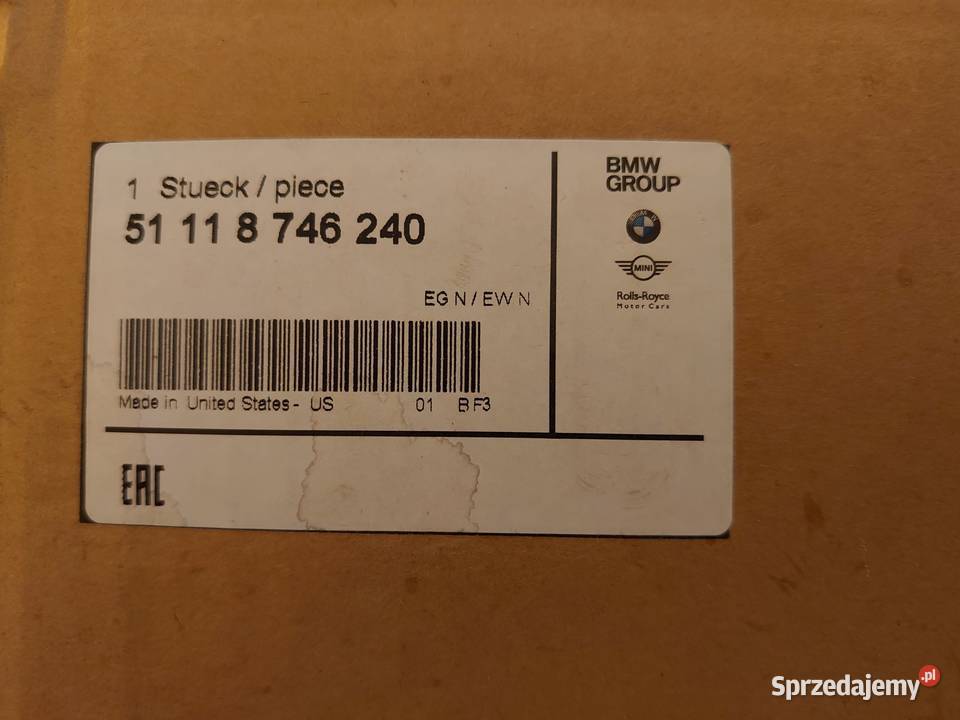 1 Stueck / piece
51 11 8 746 240
EG N / EW N
Made in United States - US 01 BF3
EAC
BMW
GROUP
MINI
Rolls-Royce
Motor Cars
Sprzedajemy.pl